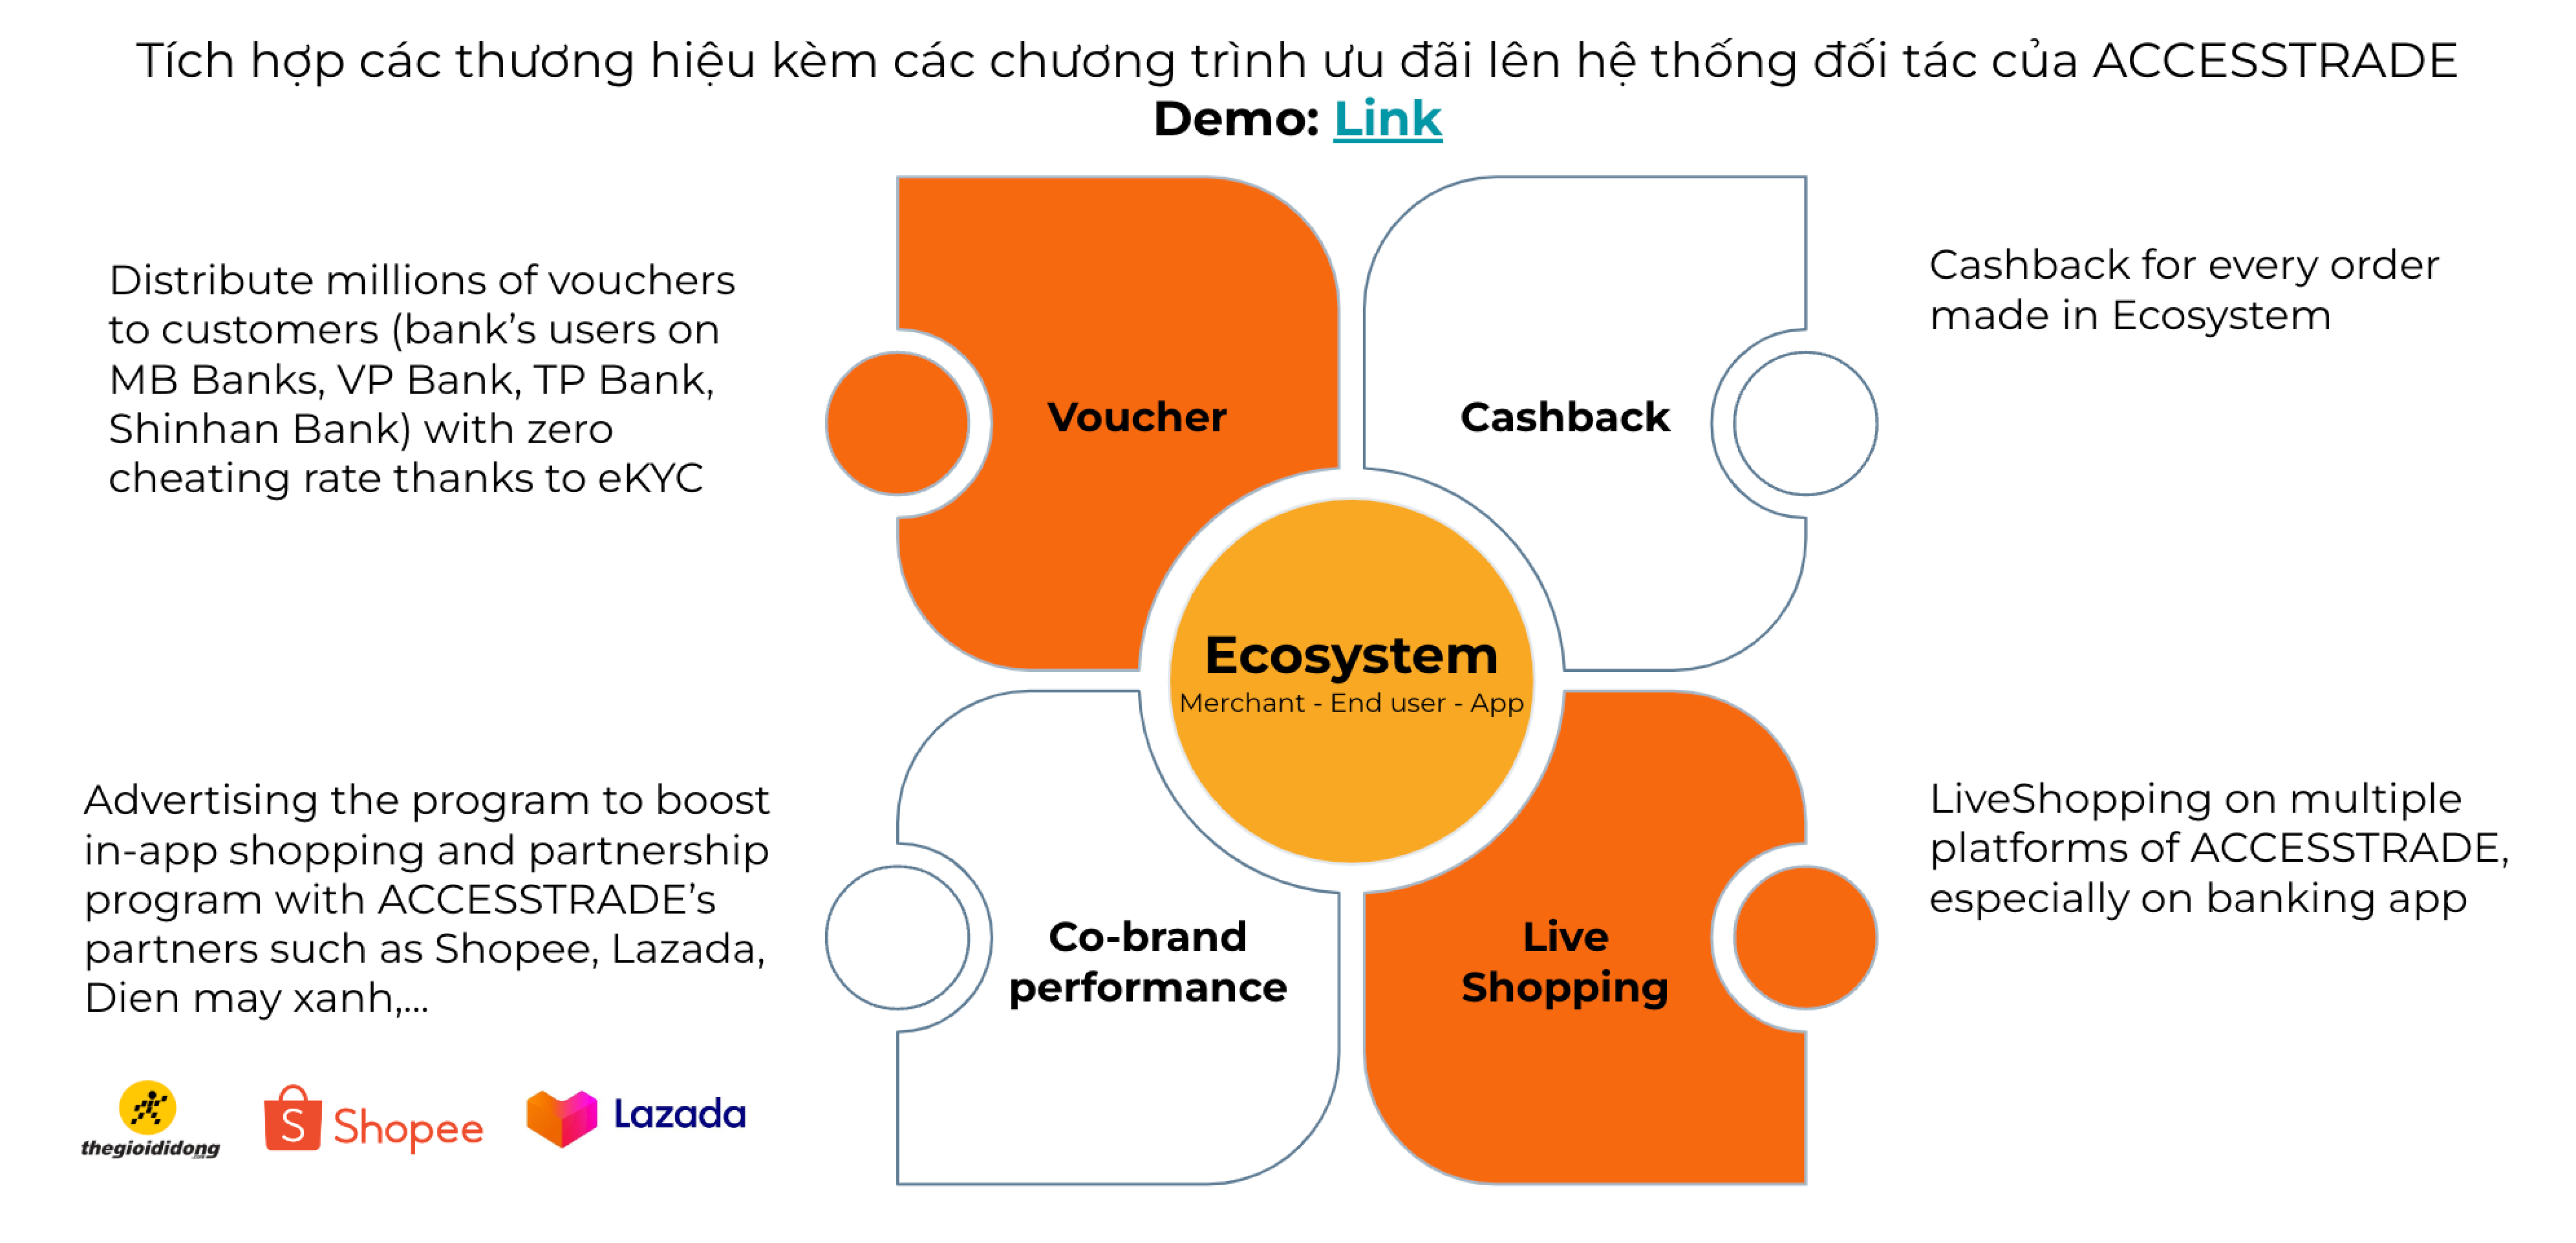 Tích hợp các thương hiệu kèm các chương trình ưu đãi lên hệ thống đối tác của ACCESSTRADE
Demo: Link
Distribute millions of vouchers
to customers (bank’s users on
MB Banks, VP Bank, TP Bank,
Shinhan Bank) with zero
cheating rate thanks to eKYC
Voucher
Cashback
Cashback for every order
made in Ecosystem
Ecosystem
Merchant - End user - App
Advertising the program to boost
in-app shopping and partnership
program with ACCESSTRADE’s
partners such as Shopee, Lazada,
Dien may xanh,...
Co-brand
performance
Live
Shopping
LiveShopping on multiple
platforms of ACCESSTRADE,
especially on banking app
thegioididong
S Shopee
Lazada